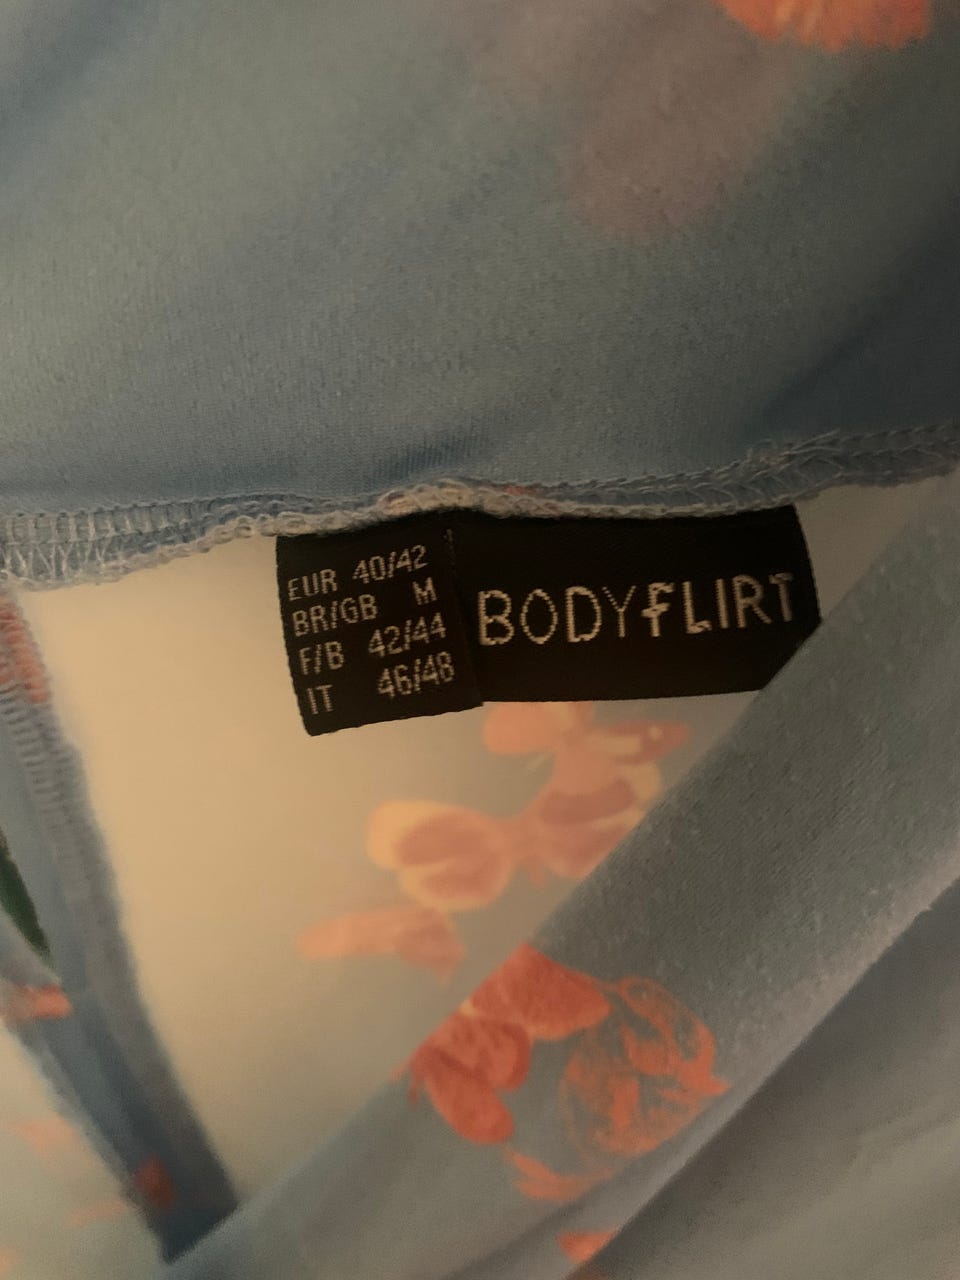 EUR 40/42
BR/GB M
F/B 42/44
IT 46/48
BODYFLIRT